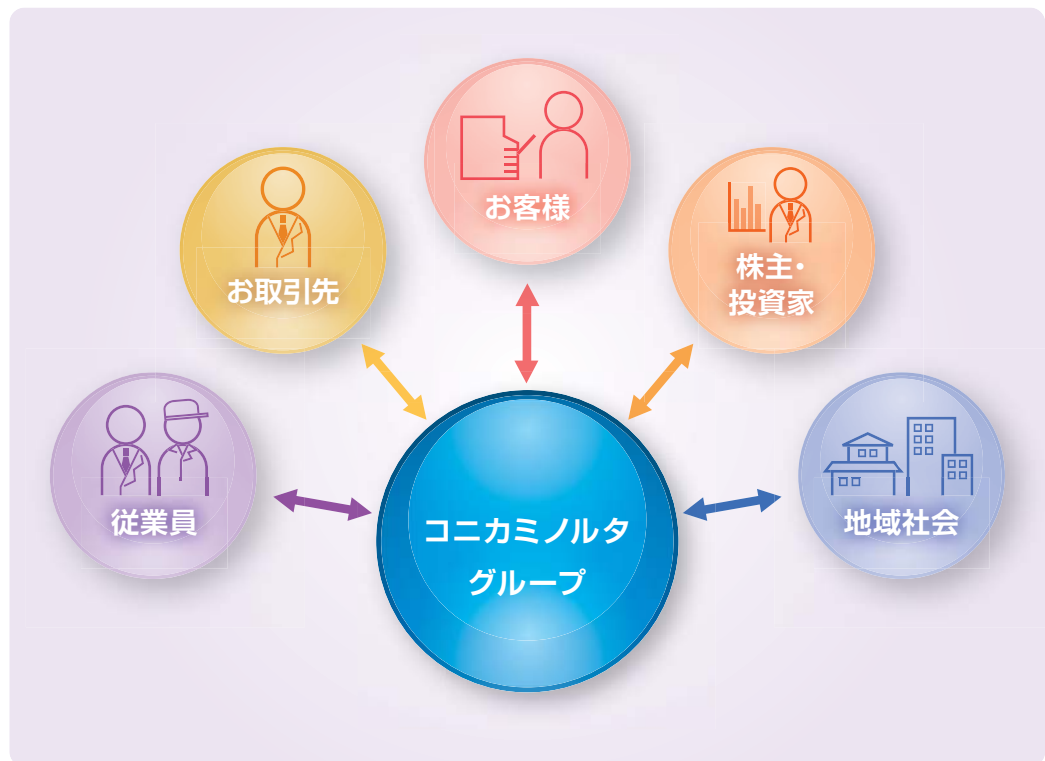 お客様
お取引先
株主・
投資家
従業員
地域社会
コニカミノルタ
グループ